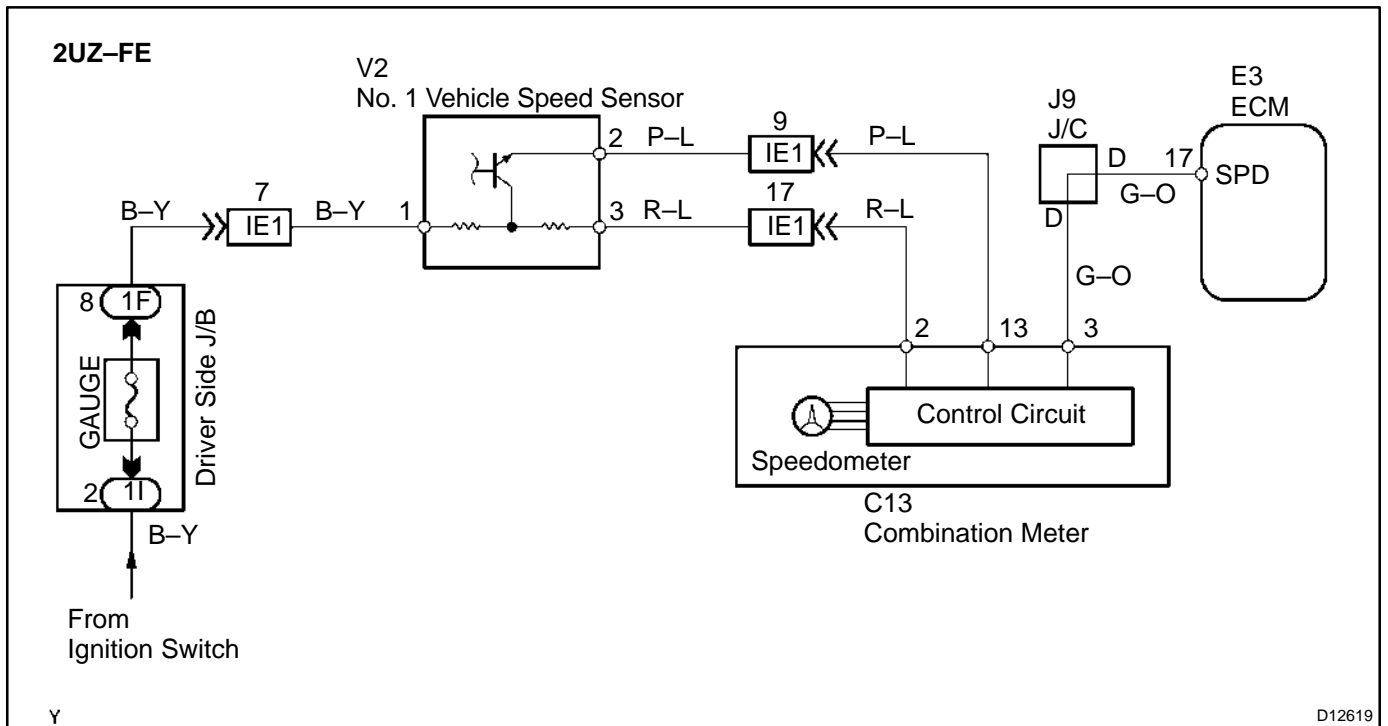 2UZ–FE
V2
No. 1 Vehicle Speed Sensor
E3
ECM
J9
J/C
2
P–L
9
IE1
P–L
D
17
SPD
G–O
7
B–Y
IE1
B–Y
1
3
R–L
17
IE1
R–L
D
G–O
8
1F
GAUGE
Driver Side J/B
2
1I
B–Y
From
Ignition Switch
2
13
3
Control Circuit
Speedometer
C13
Combination Meter
Y
D12619